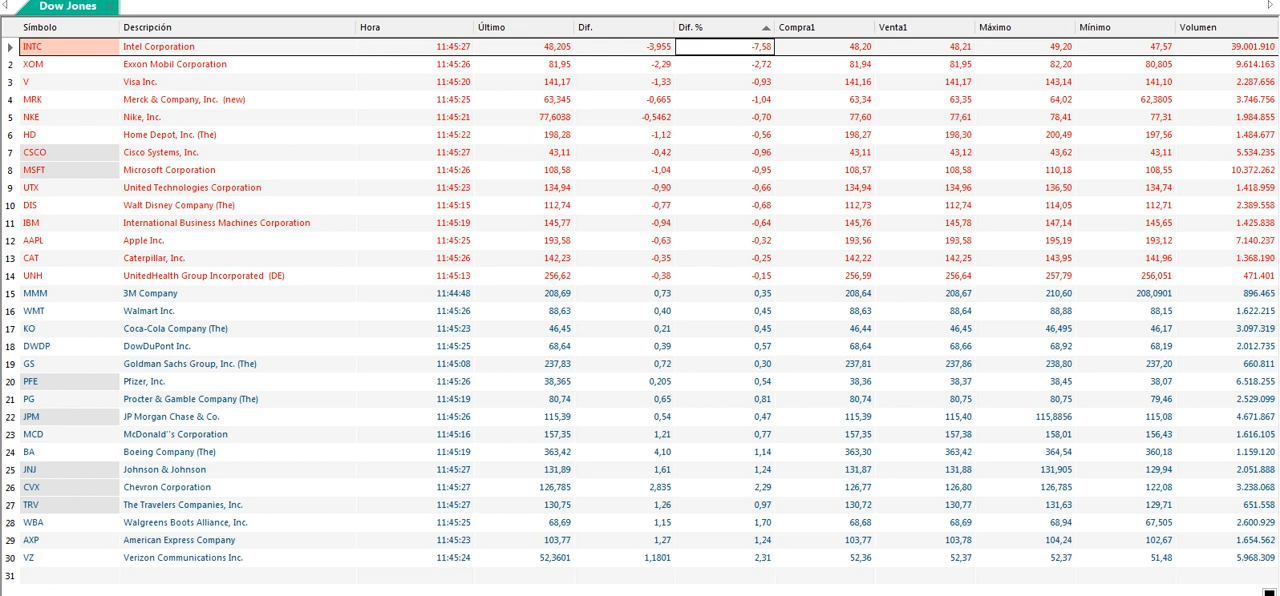 Dow Jones
Símbolo Descripción Hora Último Dif. Dif. % Compra1 Venta1 Máximo Mínimo Volumen
INTC Intel Corporation 11:45:27 48,205 -3,955 -7,58 48,20 48,21 49,20 47,57 39.001.910
2 XOM Exxon Mobil Corporation 11:45:26 81,95 -2,29 -2,72 81,94 81,95 82,20 80,805 9.614.163
3 V Visa Inc. 11:45:20 141,17 -1,33 -0,93 141,16 141,17 143,14 141,10 2.287.656
4 MRK Merck & Company, Inc. (new) 11:45:25 63,345 -0,665 -1,04 63,34 63,35 64,02 62,3805 3.746.756
5 NKE Nike, Inc. 11:45:21 77,6038 -0,5462 -0,70 77,60 77,61 78,41 77,31 1.984.855
6 HD Home Depot, Inc. (The) 11:45:22 198,28 -1,12 -0,56 198,27 198,30 200,49 197,56 1.484.677
7 CSCO Cisco Systems, Inc. 11:45:27 43,11 -0,42 -0,96 43,11 43,12 43,62 43,11 5.534.235
8 MSFT Microsoft Corporation 11:45:26 108,58 -1,04 -0,95 108,57 108,58 110,18 108,55 10.372.262
9 UTX United Technologies Corporation 11:45:23 134,94 -0,90 -0,66 134,94 134,96 136,50 134,74 1.418.959
10 DIS Walt Disney Company (The) 11:45:15 112,74 -0,77 -0,68 112,73 112,74 114,05 112,71 2.389.558
11 IBM International Business Machines Corporation 11:45:19 145,77 -0,94 -0,64 145,76 145,78 147,14 145,65 1.425.838
12 AAPL Apple Inc. 11:45:25 193,58 -0,63 -0,32 193,56 193,58 195,19 193,12 7.140.237
13 CAT Caterpillar, Inc. 11:45:26 142,23 -0,35 -0,25 142,22 142,25 143,95 141,96 1.368.190
14 UNH UnitedHealth Group Incorporated (DE) 11:45:13 256,62 -0,38 -0,15 256,59 256,64 257,79 256,051 471.401
15 MMM 3M Company 11:44:48 208,69 0,73 0,35 208,64 208,67 210,60 208,0901 896.465
16 WMT Walmart Inc. 11:45:26 88,63 0,40 0,45 88,63 88,64 88,88 88,15 1.622.215
17 KO Coca-Cola Company (The) 11:45:23 46,45 0,21 0,45 46,44 46,45 46,495 46,17 3.097.319
18 DWDP DowDuPont Inc. 11:45:25 68,64 0,39 0,57 68,64 68,66 68,92 68,19 2.012.735
19 GS Goldman Sachs Group, Inc. (The) 11:45:08 237,83 0,72 0,30 237,81 237,86 238,80 237,20 660.811
20 PFE Pfizer, Inc. 11:45:26 38,365 0,205 0,54 38,36 38,37 38,45 38,07 6.518.255
21 PG Procter & Gamble Company (The) 11:45:19 80,74 0,65 0,81 80,74 80,75 80,75 79,46 2.529.099
22 JPM JP Morgan Chase & Co. 11:45:26 115,39 0,54 0,47 115,39 115,40 115,8856 115,08 4.671.867
23 MCD McDonald''s Corporation 11:45:16 157,35 1,21 0,77 157,35 157,38 158,01 156,43 1.616.105
24 BA Boeing Company (The) 11:45:19 363,42 4,10 1,14 363,30 363,42 364,54 360,18 1.159.120
25 JNJ Johnson & Johnson 11:45:27 131,89 1,61 1,24 131,87 131,88 131,905 129,94 2.051.888
26 CVX Chevron Corporation 11:45:27 126,785 2,835 2,29 126,77 126,80 126,785 122,08 3.238.068
27 TRV The Travelers Companies, Inc. 11:45:27 130,75 1,26 0,97 130,72 130,77 131,63 129,71 651.558
28 WBA Walgreens Boots Alliance, Inc. 11:45:25 68,69 1,15 1,70 68,68 68,69 68,94 67,505 2.600.929
29 AXP American Express Company 11:45:23 103,77 1,27 1,24 103,77 103,78 104,24 102,67 1.654.562
30 VZ Verizon Communications Inc. 11:45:24 52,3601 1,1801 2,31 52,36 52,37 52,37 51,48 5.968.309
31